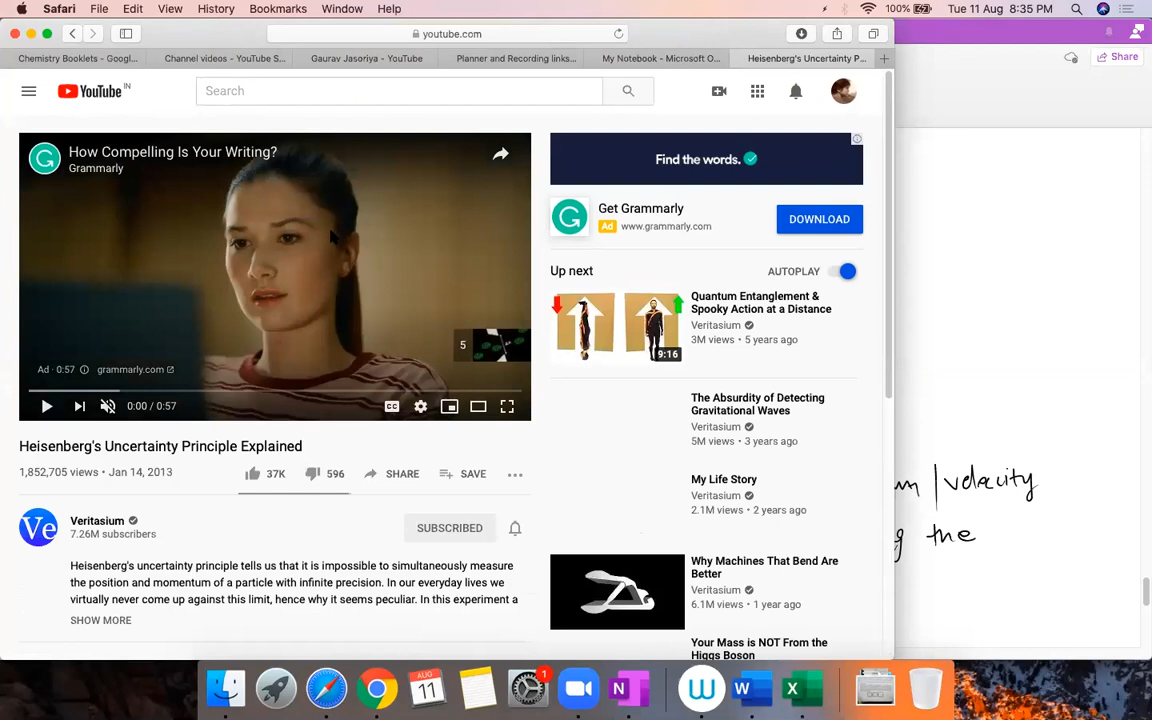 Safari File Edit View History Bookmarks Window Help
100% Tue 11 Aug 8:35 PM
youtube.com
Chemistry Booklets - Googl...
Channel videos - YouTube S...
Gaurav Jasoriya - YouTube
Planner and Recording links...
My Notebook - Microsoft O...
Heisenberg's Uncertainty P...
Share
YouTube IN
Search
How Compelling Is Your Writing?
Grammarly
5
Ad · 0:57 grammarly.com
0:00 / 0:57
CC
Heisenberg's Uncertainty Principle Explained
1,852,705 views • Jan 14, 2013
37K 596 SHARE SAVE
Ve
Veritasium
7.26M subscribers
SUBSCRIBED
Heisenberg's uncertainty principle tells us that it is impossible to simultaneously measure
the position and momentum of a particle with infinite precision. In our everyday lives we
virtually never come up against this limit, hence why it seems peculiar. In this experiment a
SHOW MORE
Find the words.
Get Grammarly
Ad www.grammarly.com
DOWNLOAD
Up next
AUTOPLAY
Quantum Entanglement &
Spooky Action at a Distance
Veritasium
3M views • 5 years ago
9:16
The Absurdity of Detecting
Gravitational Waves
Veritasium
5M views • 3 years ago
My Life Story
Veritasium
2.1M views • 2 years ago
Why Machines That Bend Are
Better
Veritasium
6.1M views • 1 year ago
Your Mass is NOT From the
Higgs Boson
m | velocity
g the
AUG
11
1
N
W
X